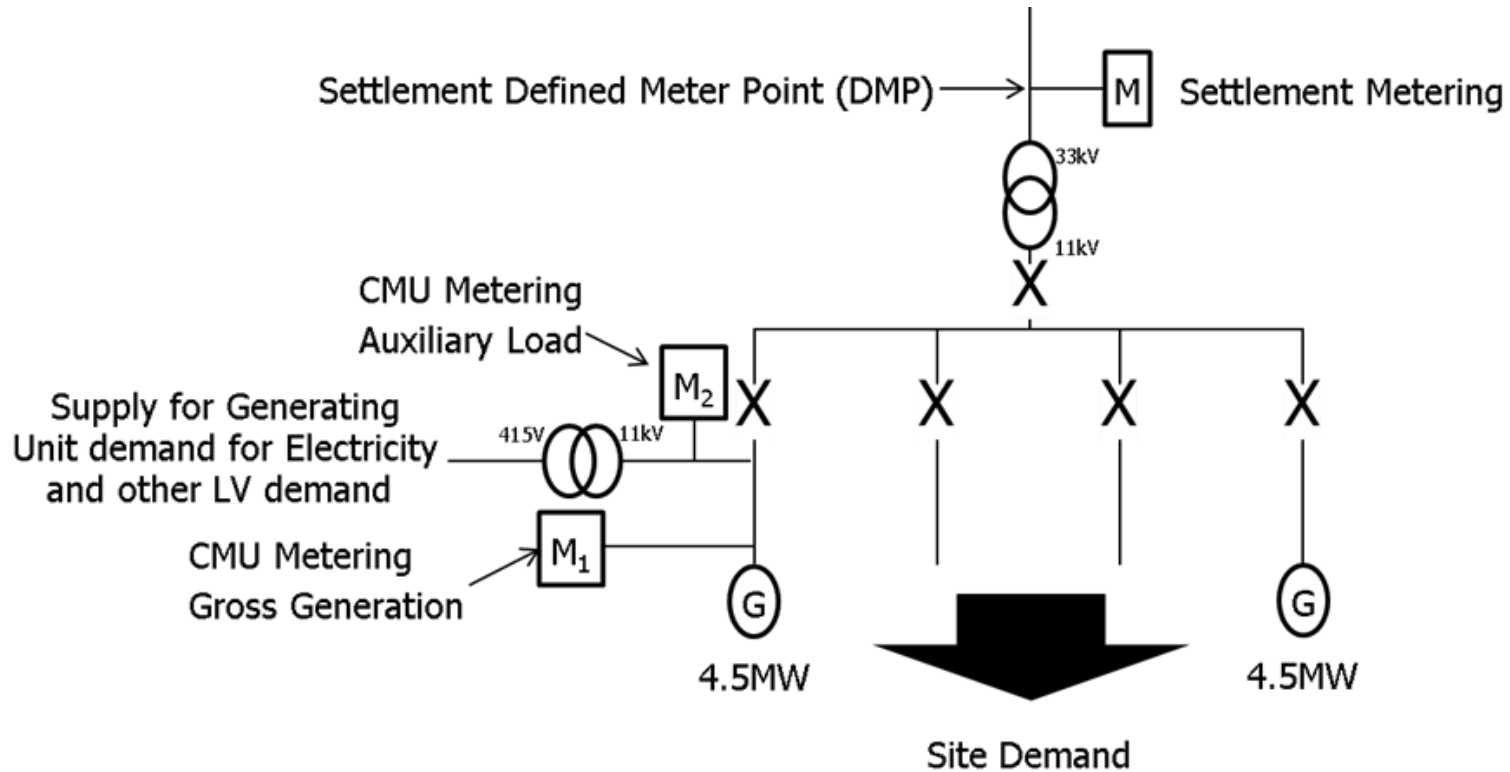 Settlement Defined Meter Point (DMP)
M
Settlement Metering
33kV
11kV
CMU Metering
Auxiliary Load
M₂
X
X
X
X
X
Supply for Generating
Unit demand for Electricity
and other LV demand
415V
11kV
CMU Metering
Gross Generation
M₁
G
4.5MW
G
4.5MW
Site Demand